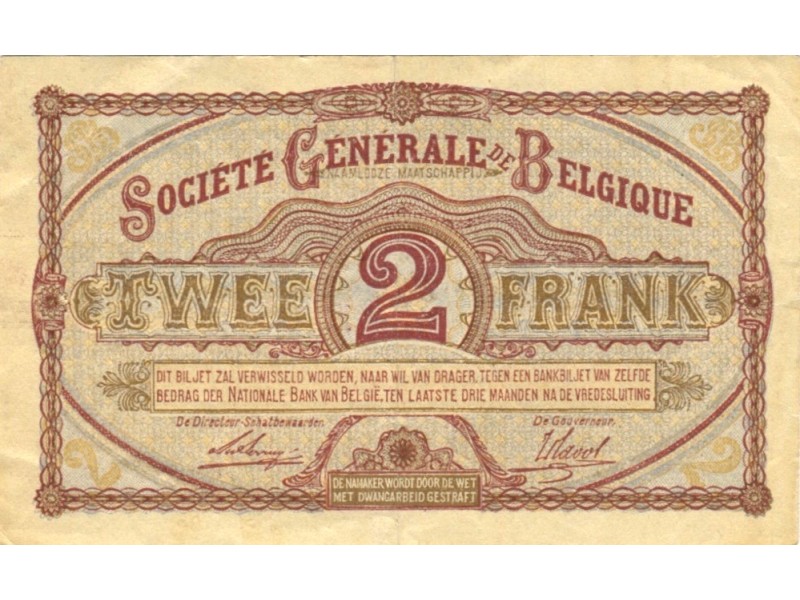 SOCIÉTÉ GÉNÉRALE DE BELGIQUE
NAAMLOOZE MAATSCHAPPIJ
TWEE 2 FRANK
DIT BILJET ZAL VERWISSELD WORDEN, NAAR WIL VAN DRAGER, TEGEN EEN BANKBILJET VAN ZELFDE
BEDRAG DER NATIONALE BANK VAN BELGIË, TEN LAATSTE DRIE MAANDEN NA DE VREDESLUITING
De Directeur-Schatbewaarder,
De Gouverneur,
2
2
DE NAMAKER WORDT DOOR DE WET
MET DWANGARBEID GESTRAFT